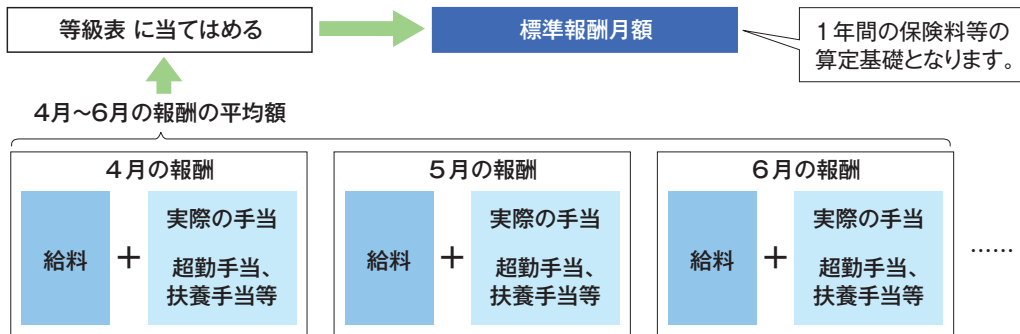 等級表 に当てはめる
標準報酬月額
１年間の保険料等の
算定基礎となります。
4月～6月の報酬の平均額
4月の報酬
給料
＋
実際の手当
超勤手当、
扶養手当等
5月の報酬
給料
＋
実際の手当
超勤手当、
扶養手当等
6月の報酬
給料
＋
実際の手当
超勤手当、
扶養手当等
……